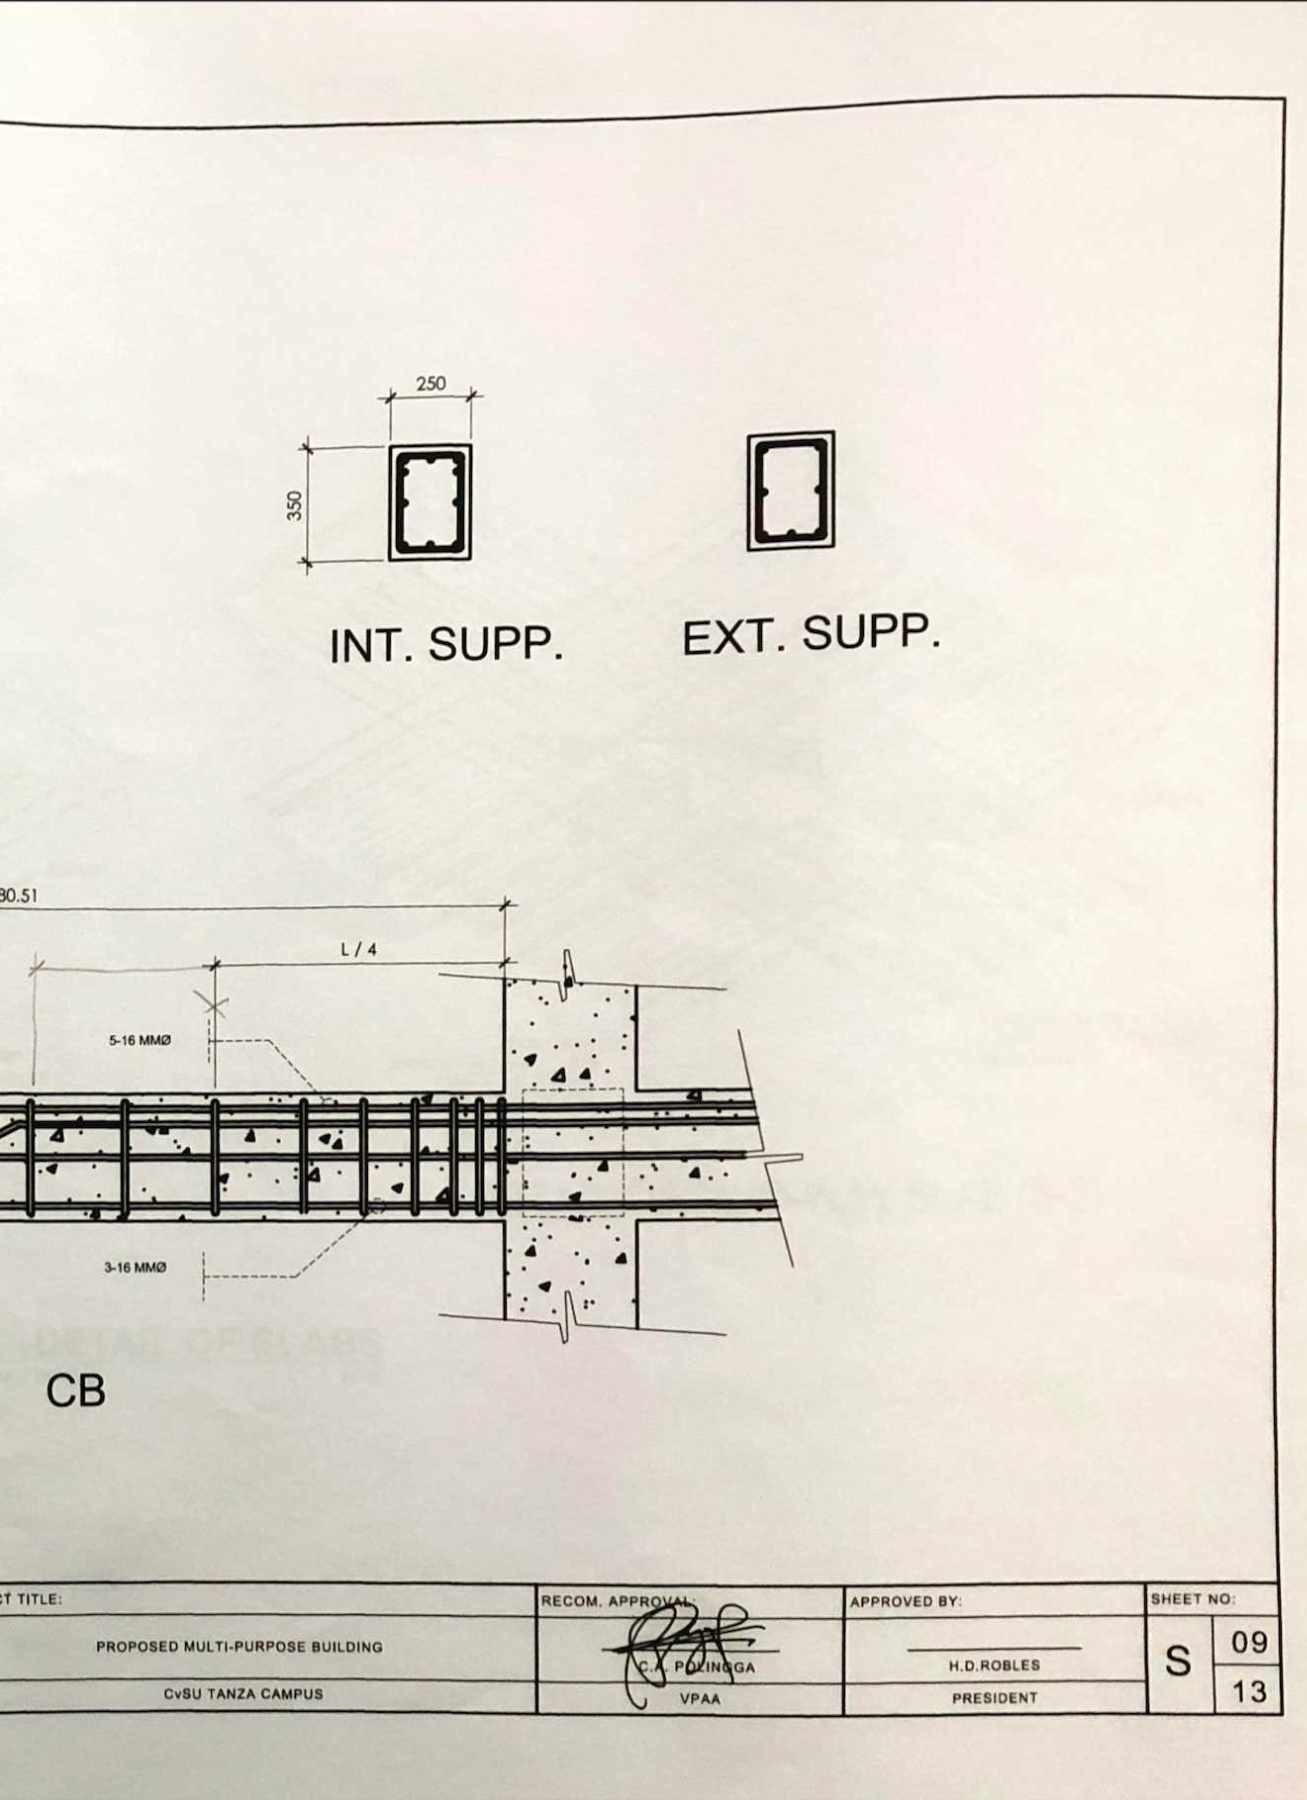 250
350
INT. SUPP.
EXT. SUPP.
80.51
L / 4
5-16 MMØ
3-16 MMØ
CB
CT TITLE:
PROPOSED MULTI-PURPOSE BUILDING
CvSU TANZA CAMPUS
RECOM. APPROVAL:
C.A. POLINGGA
VPAA
APPROVED BY:
H.D.ROBLES
PRESIDENT
SHEET NO:
S
09
13